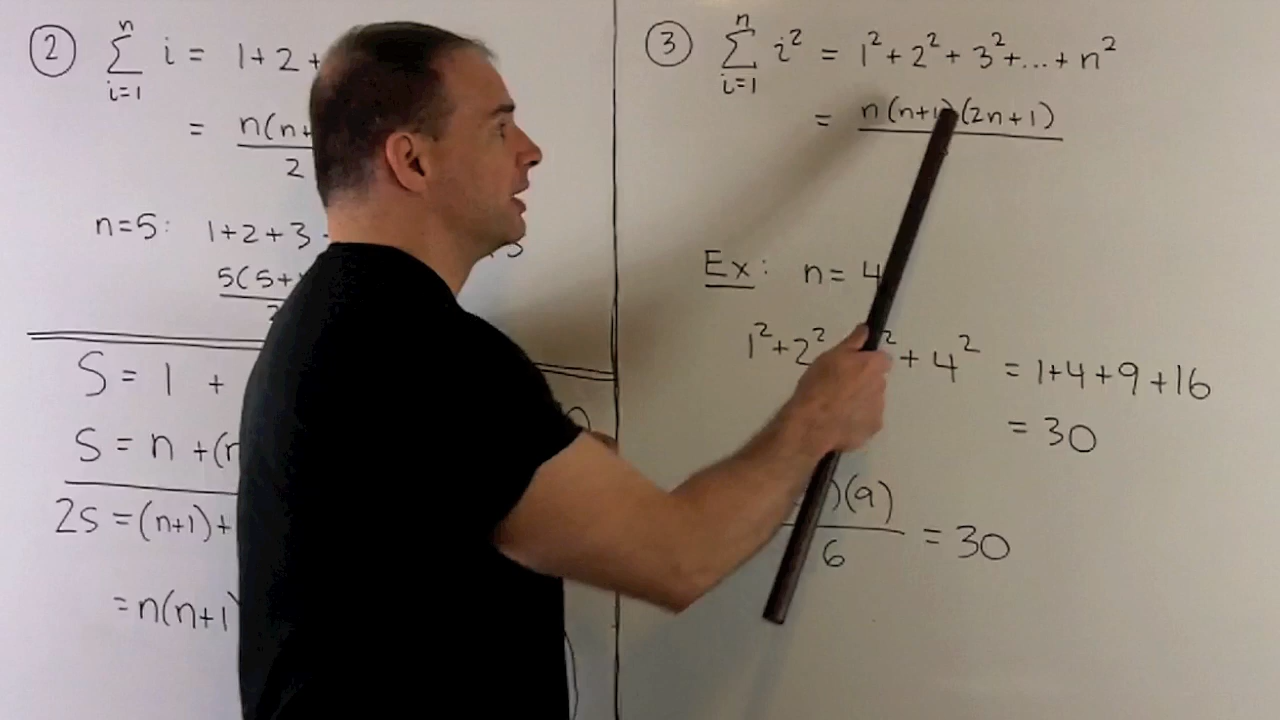 ② n
∑ i = 1+2+
i=1
= n(n+
2
n=5: 1+2+3
5(5+
S = 1 +
S = n +(n
2S =(n+1)+
=n(n+1)
③ n
∑ i² = 1² + 2² + 3² +...+ n²
i=1
= n(n+1)(2n+1)
Ex: n = 4
1²+2² ² + 4² = 1+4+9+16
= 30
)(9)
6 = 30